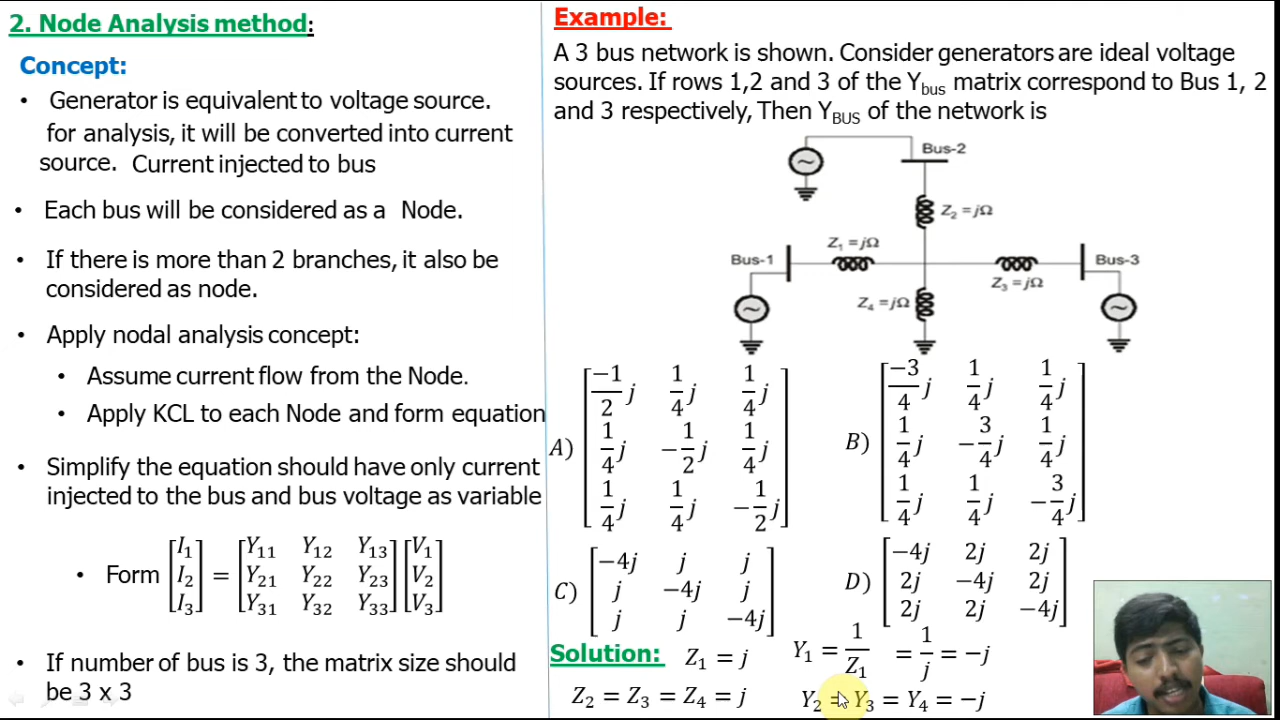 2. Node Analysis method:
Concept:
• Generator is equivalent to voltage source.
for analysis, it will be converted into current
source. Current injected to bus
• Each bus will be considered as a Node.
• If there is more than 2 branches, it also be
considered as node.
• Apply nodal analysis concept:
• Assume current flow from the Node.
• Apply KCL to each Node and form equation
• Simplify the equation should have only current
injected to the bus and bus voltage as variable
• Form [I₁ I₂ I₃] = [Y₁₁ Y₁₂ Y₁₃
Y₂₁ Y₂₂ Y₂₃
Y₃₁ Y₃₂ Y₃₃] [V₁ V₂ V₃]
• If number of bus is 3, the matrix size should
be 3 x 3
Example:
A 3 bus network is shown. Consider generators are ideal voltage
sources. If rows 1,2 and 3 of the Ybus matrix correspond to Bus 1, 2
and 3 respectively, Then YBUS of the network is
Bus-2
Z₂ = jΩ
Z₁ = jΩ
Bus-1
Bus-3
Z₃ = jΩ
Z₄ = jΩ
A) [−1/2 j 1/4 j 1/4 j
1/4 j −1/2 j 1/4 j
1/4 j 1/4 j −1/2 j]
B) [−3/4 j 1/4 j 1/4 j
1/4 j −3/4 j 1/4 j
1/4 j 1/4 j −3/4 j]
C) [−4j j j
j −4j j
j j −4j]
D) [−4j 2j 2j
2j −4j 2j
2j 2j −4j]
Solution: Z₁ = j Y₁ = 1/Z₁ = 1/j = −j
Z₂ = Z₃ = Z₄ = j Y₂ = Y₃ = Y₄ = −j